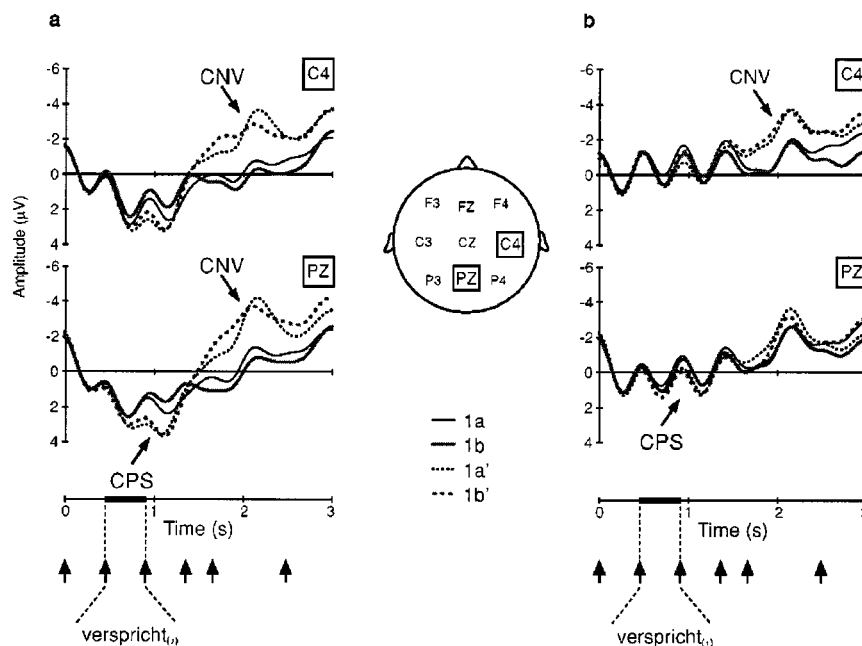 a
-6
-4
-2
0
2
4
CNV
C4
Amplitude (µV)
-6
-4
-2
0
2
4
CNV
PZ
CPS
0 2 3
Time (s)
verspricht
F3 FZ F4
C3 CZ C4
P3 PZ P4
1a
1b
1a'
1b'
b
-6
-4
-2
0
2
4
CNV
C4
-6
-4
-2
0
2
4
PZ
CPS
0 2
Time (s)
verspricht